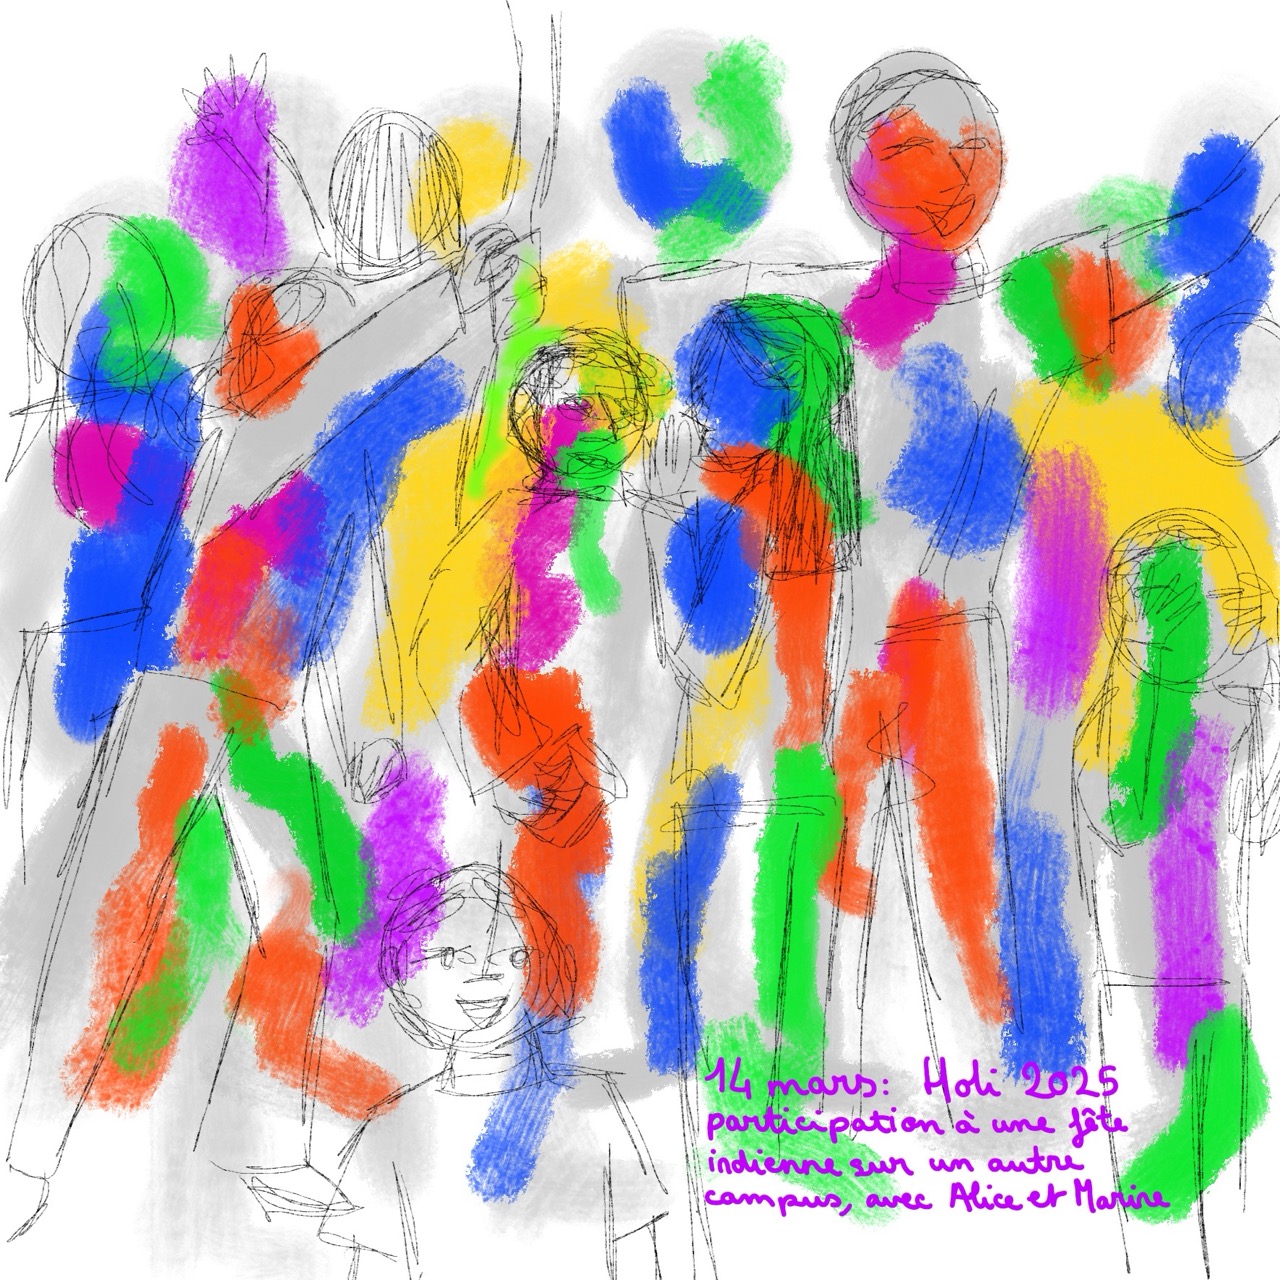 14 mars: Holi 2025
participation à une fête
indienne sur un autre
campus, avec Alice et Marine